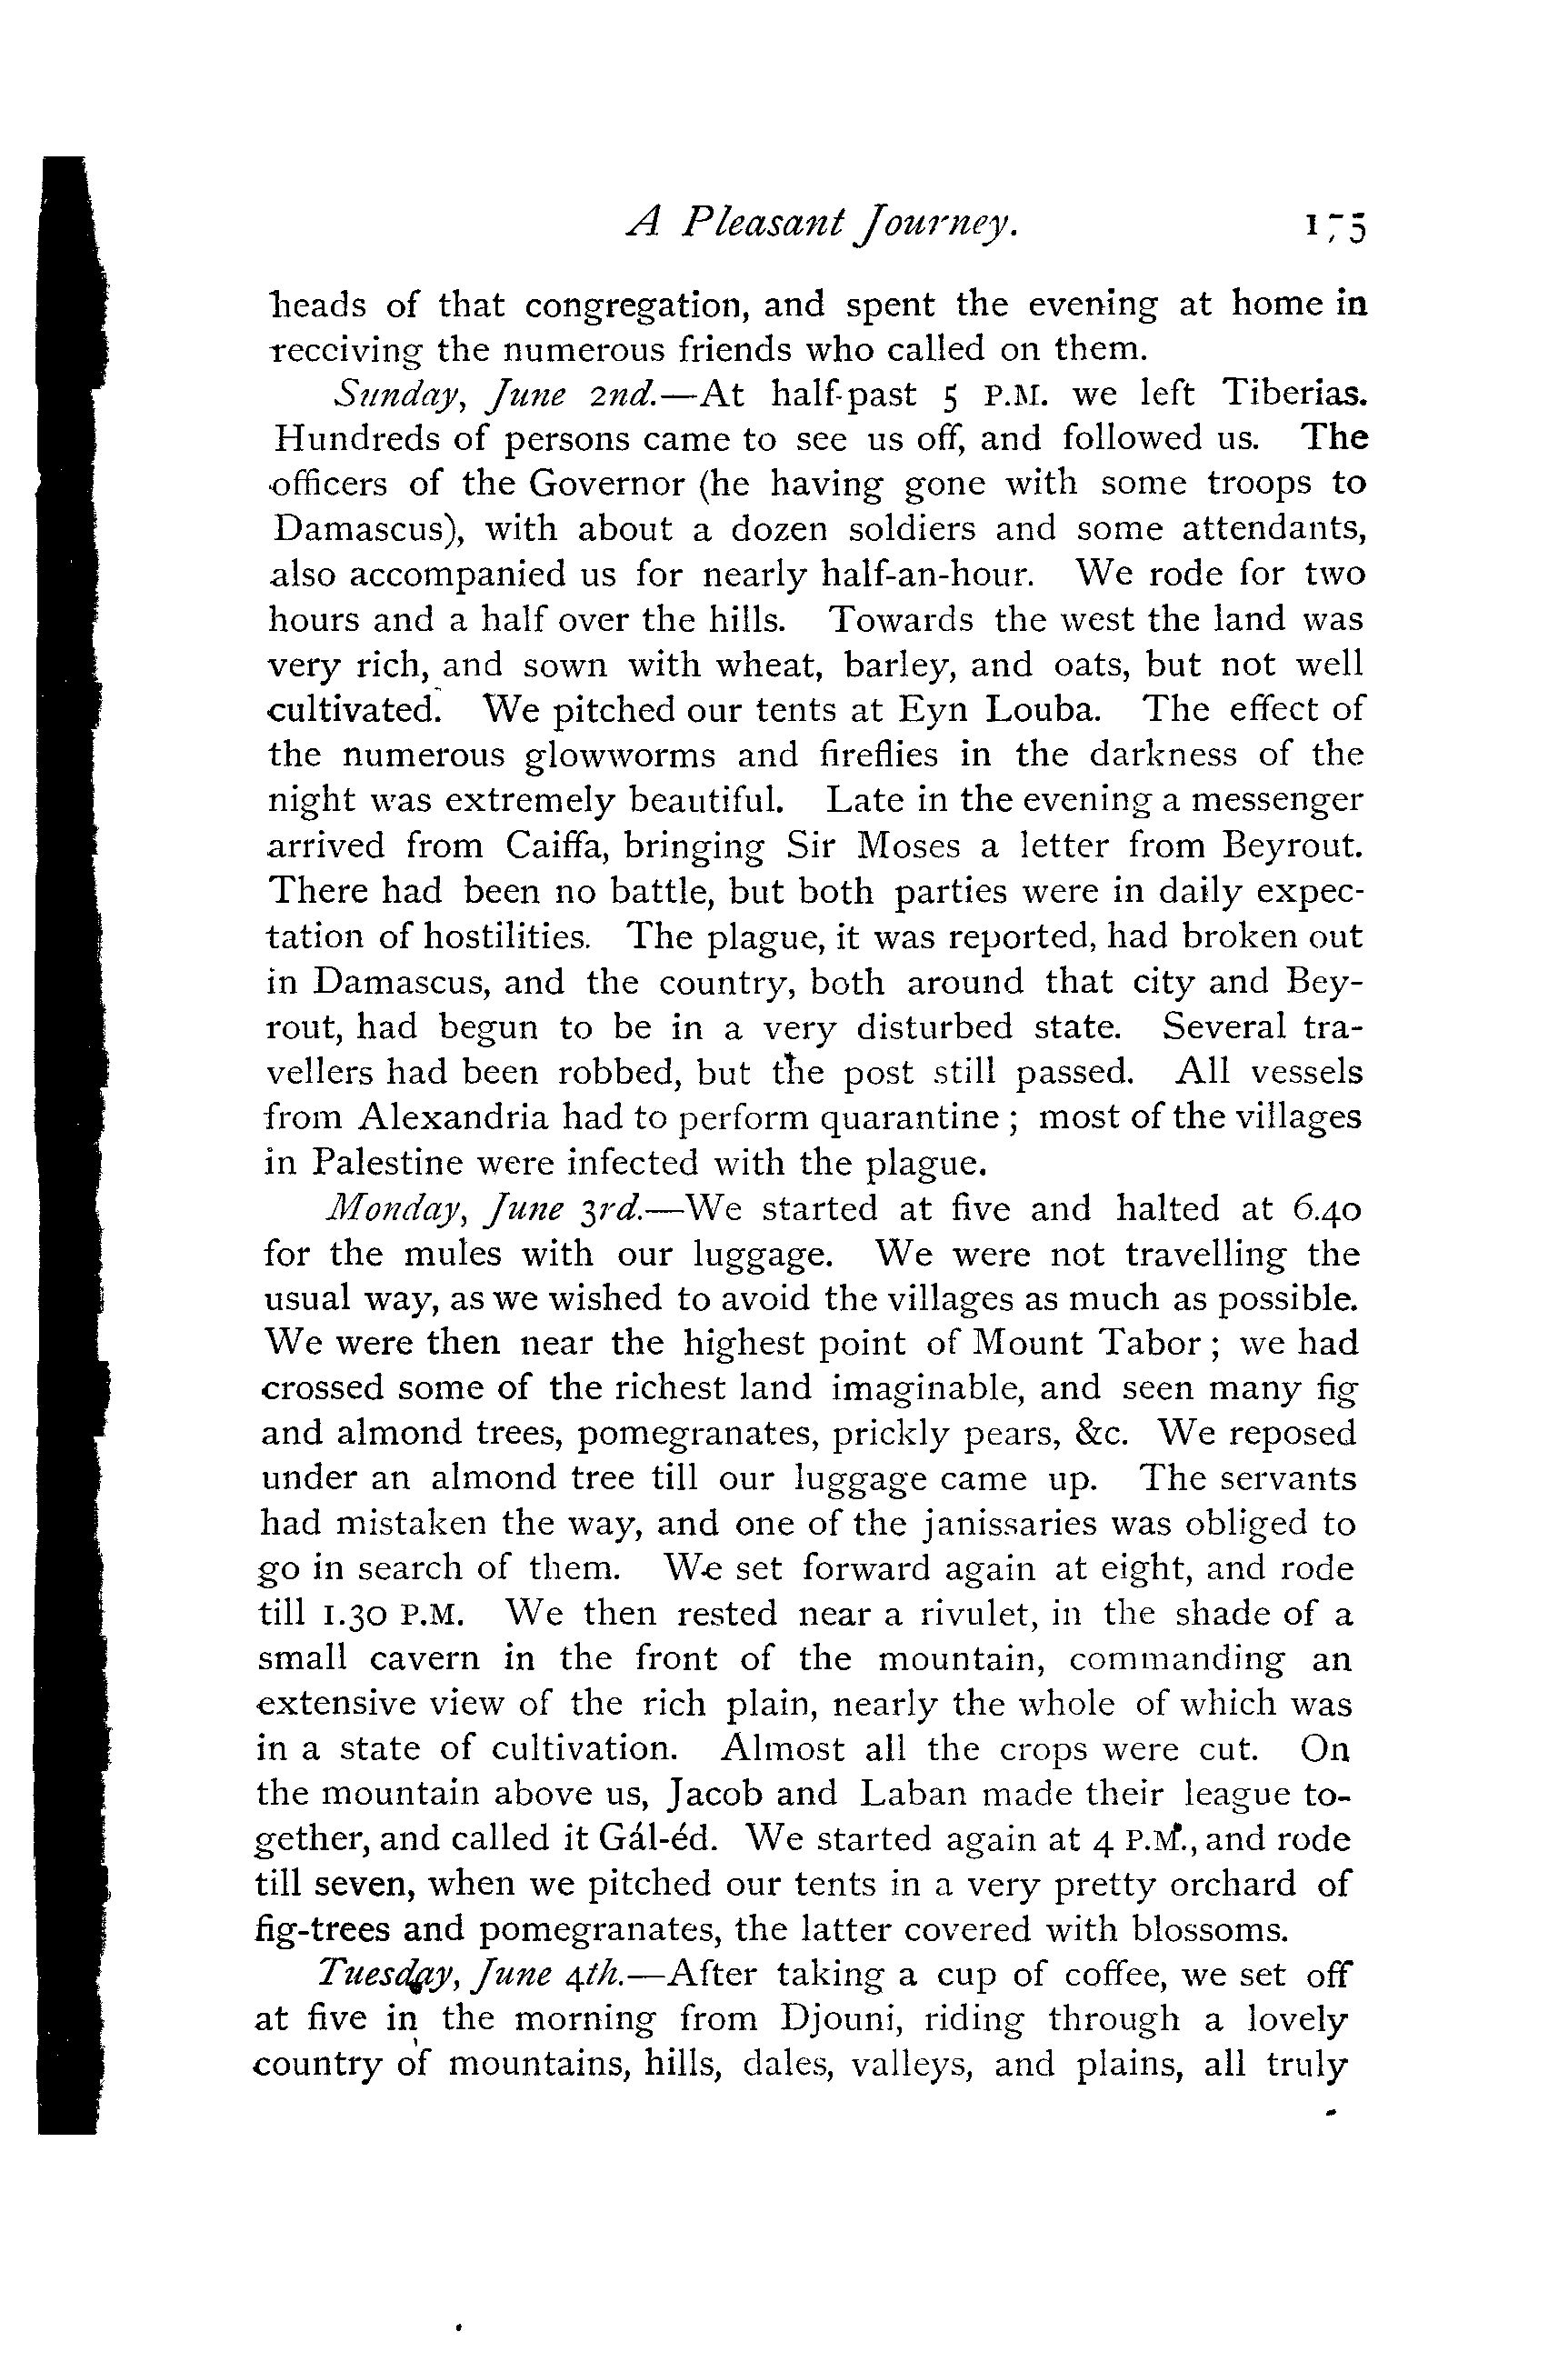 A Pleasant Journey. 175
heads of that congregation, and spent the evening at home in
receiving the numerous friends who called on them.
Sunday, June 2nd.—At half-past 5 P.M. we left Tiberias.
Hundreds of persons came to see us off, and followed us. The
officers of the Governor (he having gone with some troops to
Damascus), with about a dozen soldiers and some attendants,
also accompanied us for nearly half-an-hour. We rode for two
hours and a half over the hills. Towards the west the land was
very rich, and sown with wheat, barley, and oats, but not well
cultivated. We pitched our tents at Eyn Louba. The effect of
the numerous glowworms and fireflies in the darkness of the
night was extremely beautiful. Late in the evening a messenger
arrived from Caiffa, bringing Sir Moses a letter from Beyrout.
There had been no battle, but both parties were in daily expec-
tation of hostilities. The plague, it was reported, had broken out
in Damascus, and the country, both around that city and Bey-
rout, had begun to be in a very disturbed state. Several tra-
vellers had been robbed, but the post still passed. All vessels
from Alexandria had to perform quarantine ; most of the villages
in Palestine were infected with the plague.
Monday, June 3rd.—We started at five and halted at 6.40
for the mules with our luggage. We were not travelling the
usual way, as we wished to avoid the villages as much as possible.
We were then near the highest point of Mount Tabor ; we had
crossed some of the richest land imaginable, and seen many fig
and almond trees, pomegranates, prickly pears, &c. We reposed
under an almond tree till our luggage came up. The servants
had mistaken the way, and one of the janissaries was obliged to
go in search of them. We set forward again at eight, and rode
till 1.30 P.M. We then rested near a rivulet, in the shade of a
small cavern in the front of the mountain, commanding an
extensive view of the rich plain, nearly the whole of which was
in a state of cultivation. Almost all the crops were cut. On
the mountain above us, Jacob and Laban made their league to-
gether, and called it Gál-éd. We started again at 4 P.M., and rode
till seven, when we pitched our tents in a very pretty orchard of
fig-trees and pomegranates, the latter covered with blossoms.
Tuesday, June 4th.—After taking a cup of coffee, we set off
at five in the morning from Djouni, riding through a lovely
country of mountains, hills, dales, valleys, and plains, all truly